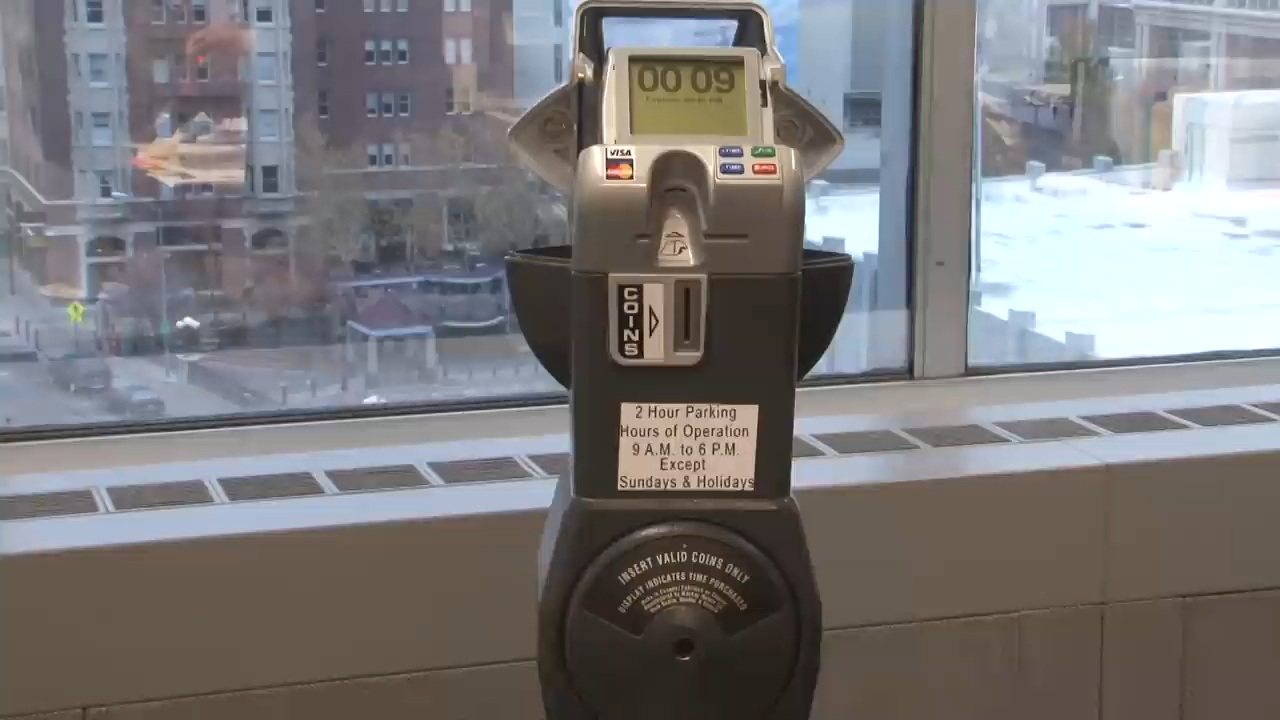 00 09
VISA
COINS
2 Hour Parking
Hours of Operation
9 A.M. to 6 P.M.
Except
Sundays & Holidays
INSERT VALID COINS ONLY
DISPLAY INDICATES TIME PURCHASED